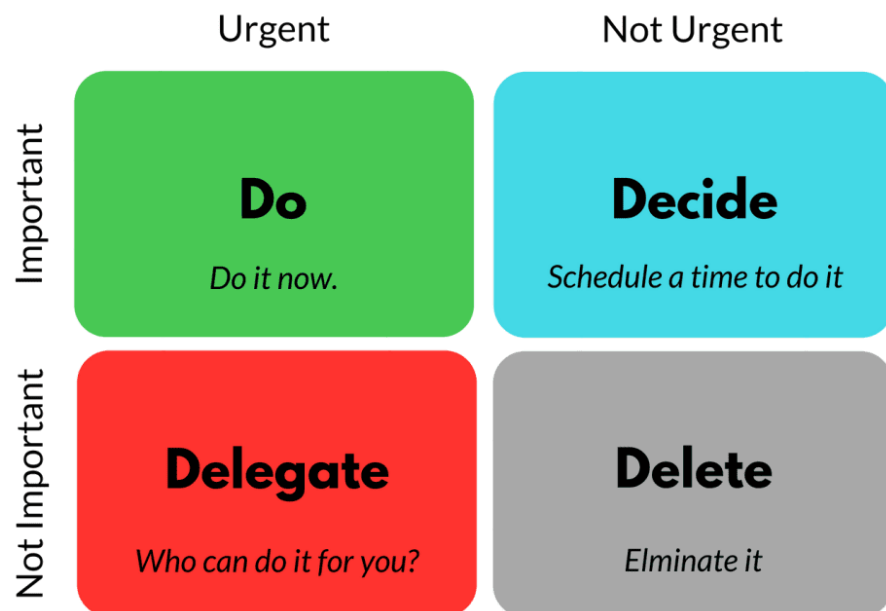 Urgent
Not Urgent
Important
Do
Do it now.
Decide
Schedule a time to do it
Not Important
Delegate
Who can do it for you?
Delete
Elminate it